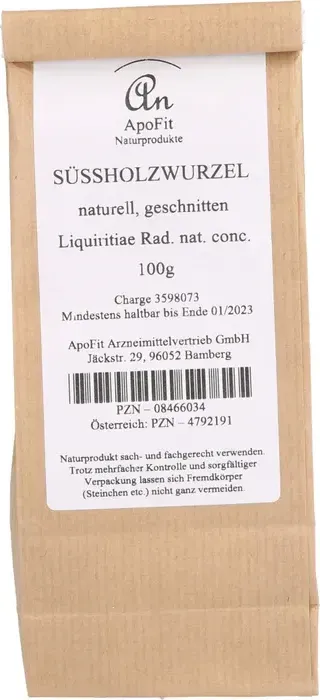 An
ApoFit
Naturprodukte
SÜSSHOLZWURZEL
naturell, geschnitten
Liquiritiae Rad. nat. conc.
100g
Charge 3598073
Mindestens haltbar bis Ende 01/2023
ApoFit Arzneimittelvertrieb GmbH
Jäckstr. 29, 96052 Bamberg
PZN – 08466034
Österreich: PZN – 4792191
Naturprodukt sach- und fachgerecht verwenden.
Trotz mehrfacher Kontrolle und sorgfältiger
Verpackung lassen sich Fremdkörper
(Steinchen etc.) nicht ganz vermeiden.